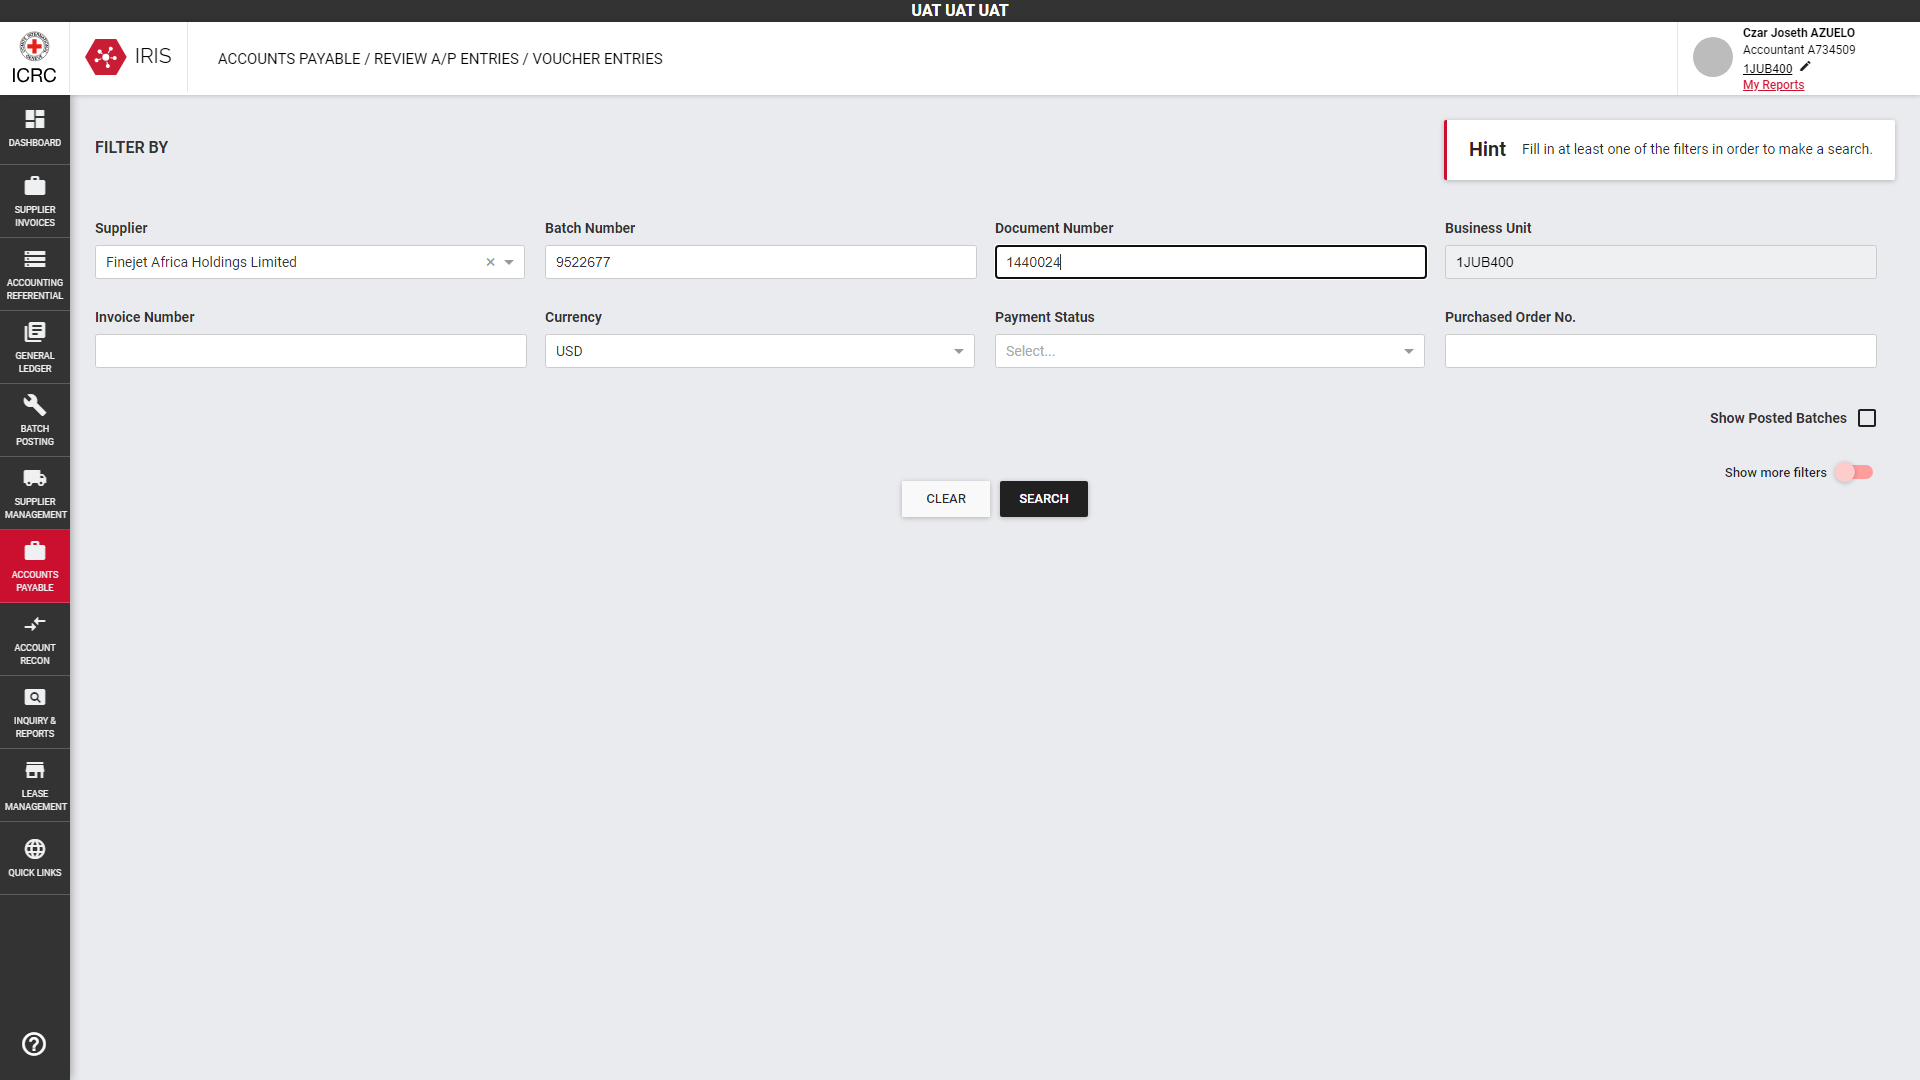 UAT UAT UAT
ICRC
IRIS
ACCOUNTS PAYABLE / REVIEW A/P ENTRIES / VOUCHER ENTRIES
Czar Joseth AZUELO
Accountant A734509
1JUB400
My Reports
DASHBOARD
SUPPLIER
INVOICES
ACCOUNTING
REFERENTIAL
GENERAL
LEDGER
BATCH
POSTING
SUPPLIER
MANAGEMENT
ACCOUNTS
PAYABLE
ACCOUNT
RECON
INQUIRY &
REPORTS
LEASE
MANAGEMENT
QUICK LINKS
FILTER BY
Hint Fill in at least one of the filters in order to make a search.
Supplier
Finejet Africa Holdings Limited
Batch Number
9522677
Document Number
1440024
Business Unit
1JUB400
Invoice Number
Currency
USD
Payment Status
Select...
Purchased Order No.
Show Posted Batches
Show more filters
CLEAR
SEARCH